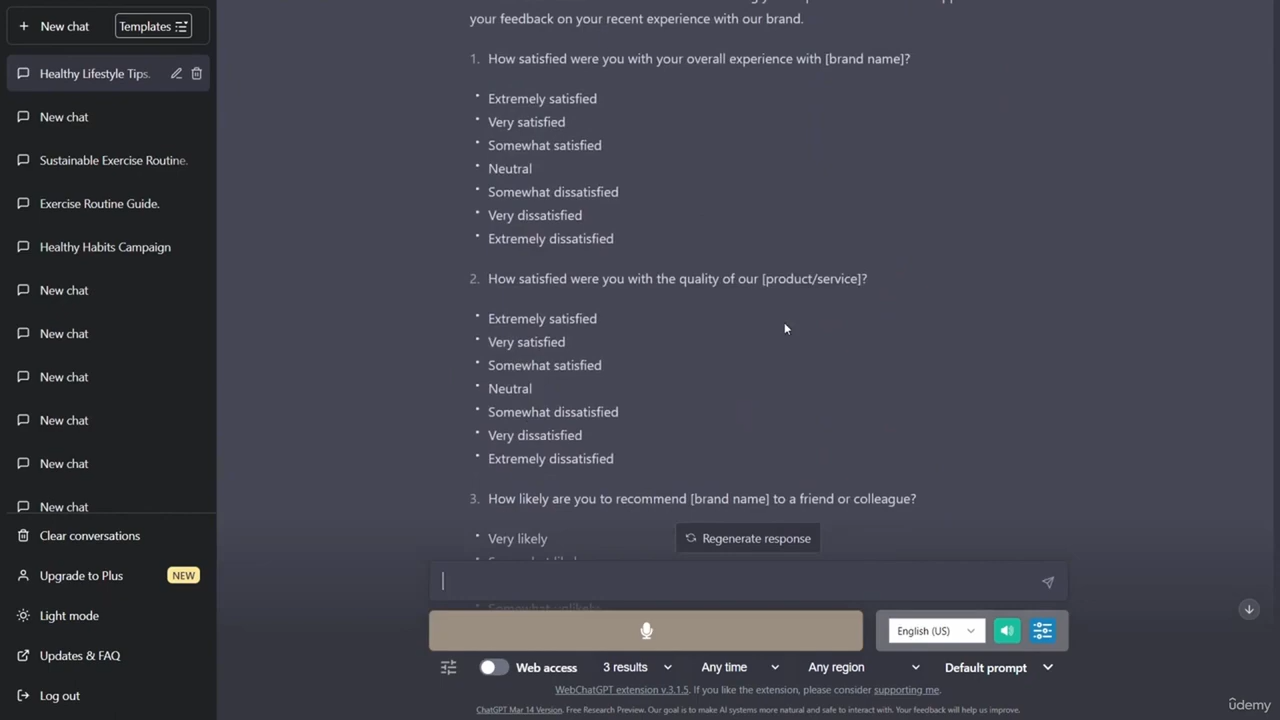 New chat
Templates
Healthy Lifestyle Tips.
New chat
Sustainable Exercise Routine.
Exercise Routine Guide.
Healthy Habits Campaign
New chat
New chat
New chat
New chat
New chat
New chat
Clear conversations
Upgrade to Plus NEW
Light mode
Updates & FAQ
Log out
your feedback on your recent experience with our brand.
1. How satisfied were you with your overall experience with [brand name]?
• Extremely satisfied
• Very satisfied
• Somewhat satisfied
• Neutral
• Somewhat dissatisfied
• Very dissatisfied
• Extremely dissatisfied
2. How satisfied were you with the quality of our [product/service]?
• Extremely satisfied
• Very satisfied
• Somewhat satisfied
• Neutral
• Somewhat dissatisfied
• Very dissatisfied
• Extremely dissatisfied
3. How likely are you to recommend [brand name] to a friend or colleague?
• Very likely
Regenerate response
Somewhat unlikely
English (US)
Web access 3 results Any time Any region Default prompt
WebChatGPT extension v.3.1.5. If you like the extension, please consider supporting me.
ChatGPT Mar 14 Version. Free Research Preview. Our goal is to make AI systems more natural and safe to interact with. Your feedback will help us improve.
ûdemy